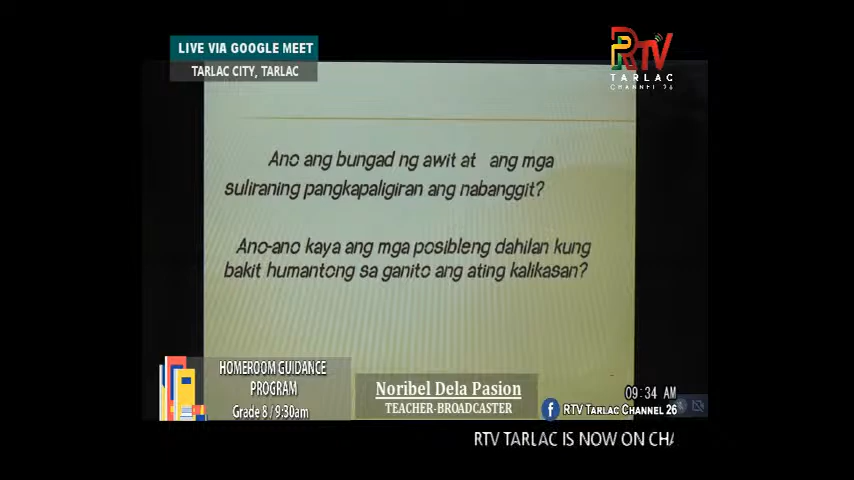 LIVE VIA GOOGLE MEET
TARLAC CITY, TARLAC
RTV
TARLAC
CHANNEL 26
Ano ang bungad ng awit at ang mga
suliraning pangkapaligiran ang nabanggit?
Ano-ano kaya ang mga posibleng dahilan kung
bakit humantong sa ganito ang ating kalikasan?
HOMEROOM GUIDANCE
PROGRAM
Grade 8 / 9:30am
Noribel Dela Pasion
TEACHER-BROADCASTER
09:34 AM
f RTV TARLAC CHANNEL 26
RTV TARLAC IS NOW ON CHA